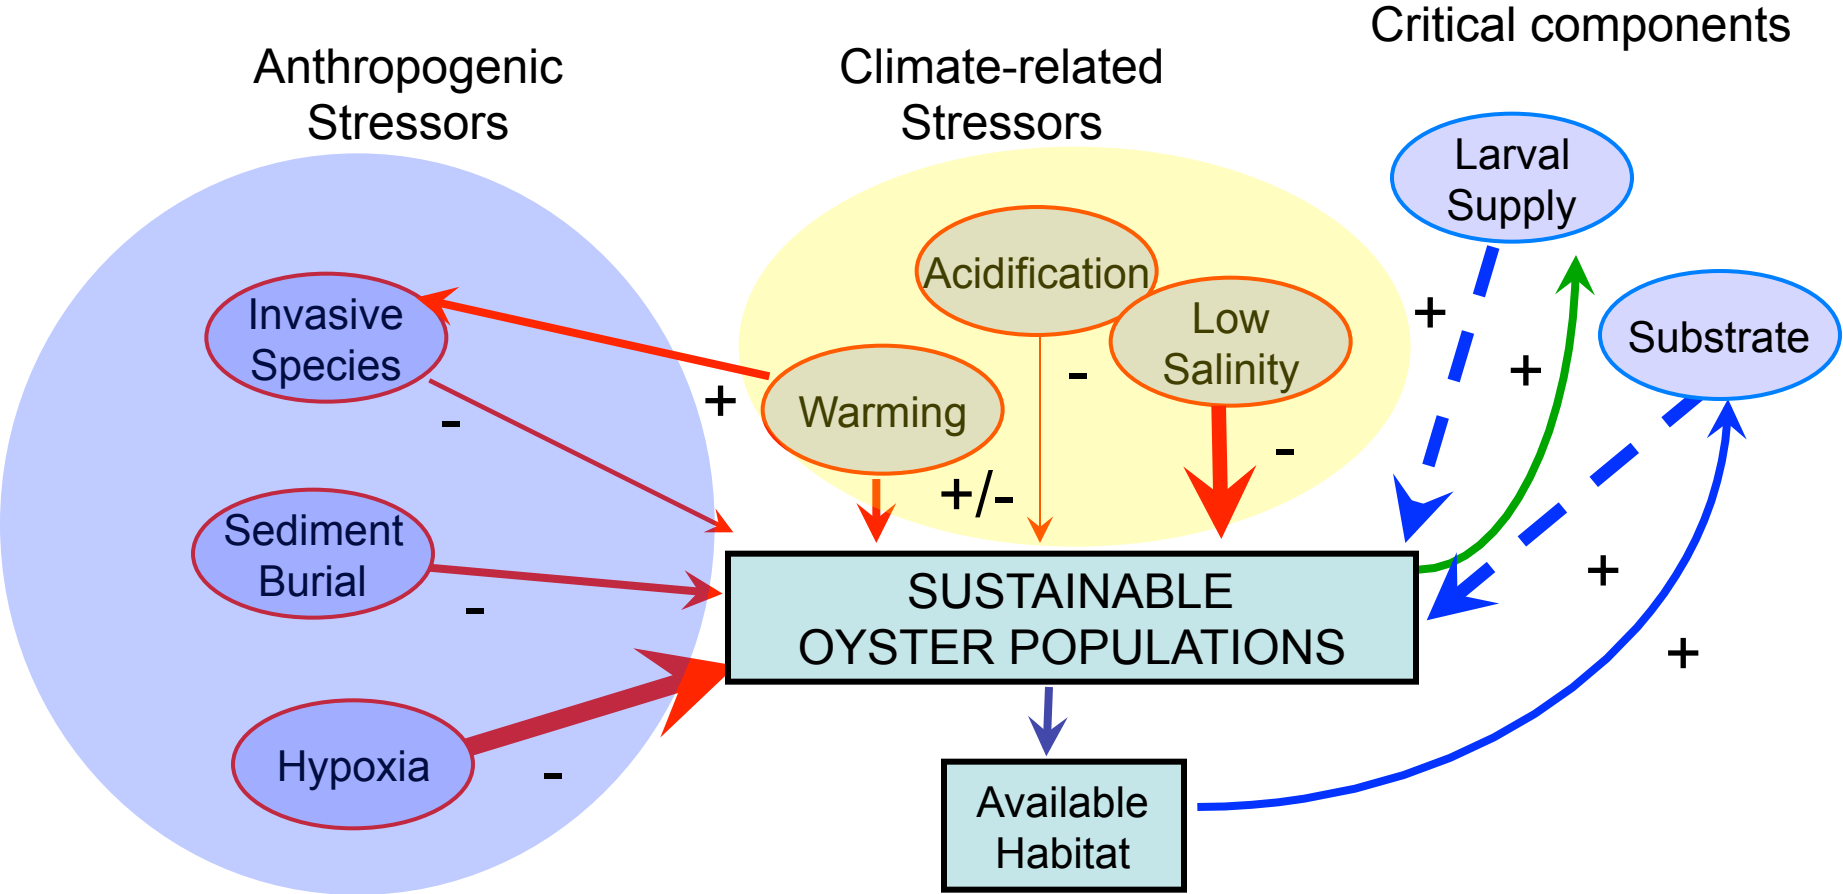 Critical components
Anthropogenic
Stressors
Climate-related
Stressors
Larval
Supply
Acidification
Invasive
Species
Low
Salinity
Substrate
Warming
+
+
+
-
-
-
+/-
Sediment
Burial
-
SUSTAINABLE
OYSTER POPULATIONS
+
+
Hypoxia
-
Available
Habitat